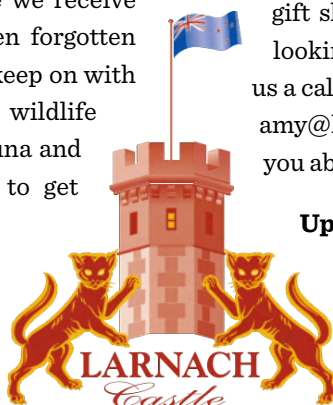 we receive
en forgotten
keep on with
wildlife
una and
to get
gift s
lookin
us a cal
amy@
you ab
Up
LARNACH
Castle